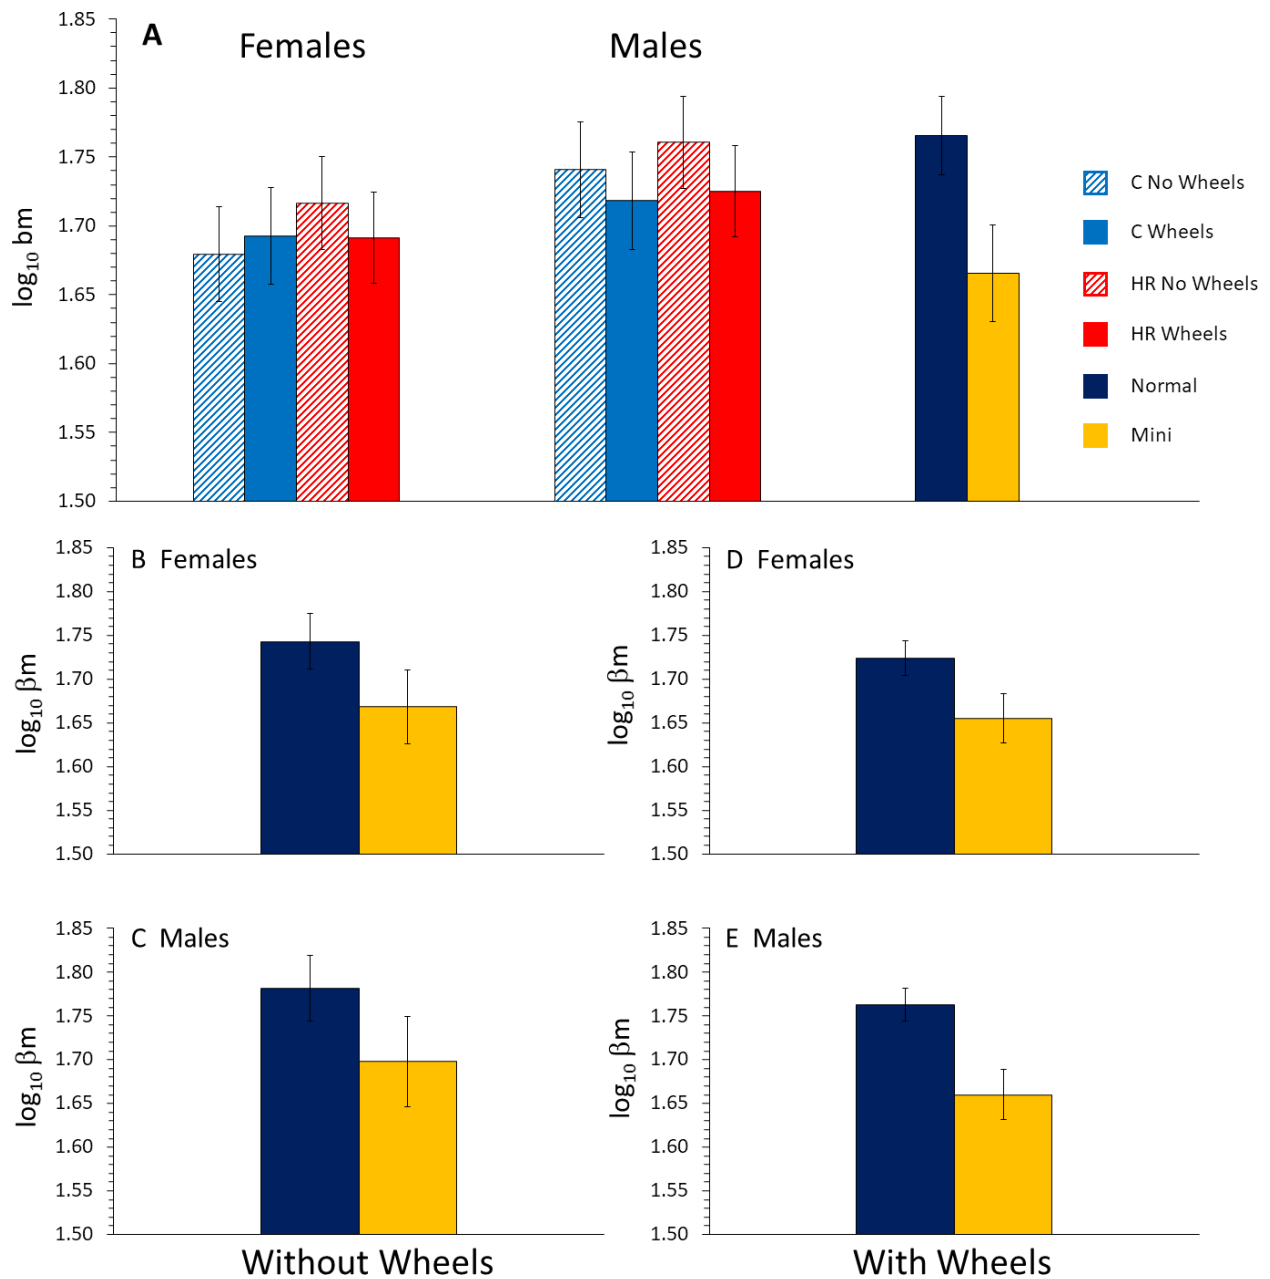 A
Females
Males
1.85
1.80
1.75
1.70
1.65
1.60
1.55
1.50
log10 bm
C No Wheels
C Wheels
HR No Wheels
HR Wheels
Normal
Mini
B Females
1.85
1.80
1.75
1.70
1.65
1.60
1.55
1.50
log10 βm
D Females
1.85
1.80
1.75
1.70
1.65
1.60
1.55
1.50
log10 βm
C Males
1.85
1.80
1.75
1.70
1.65
1.60
1.55
1.50
log10 βm
E Males
1.85
1.80
1.75
1.70
1.65
1.60
1.55
1.50
log10 βm
Without Wheels
With Wheels